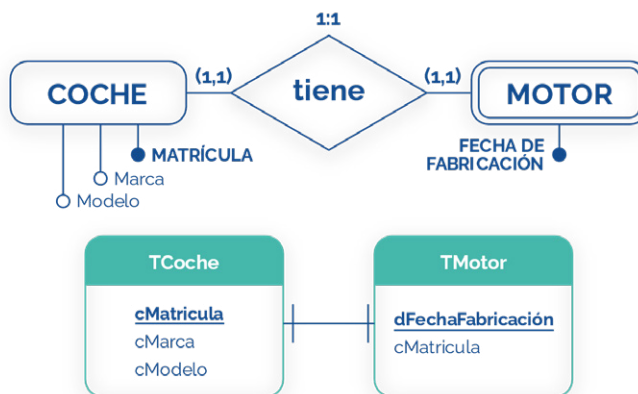 1:1
COCHE
(1,1)
tiene
(1,1)
MOTOR
MATRÍCULA
Marca
Modelo
FECHA DE
FABRICACIÓN
TCoche
cMatricula
cMarca
cModelo
TMotor
dFechaFabricación
cMatricula